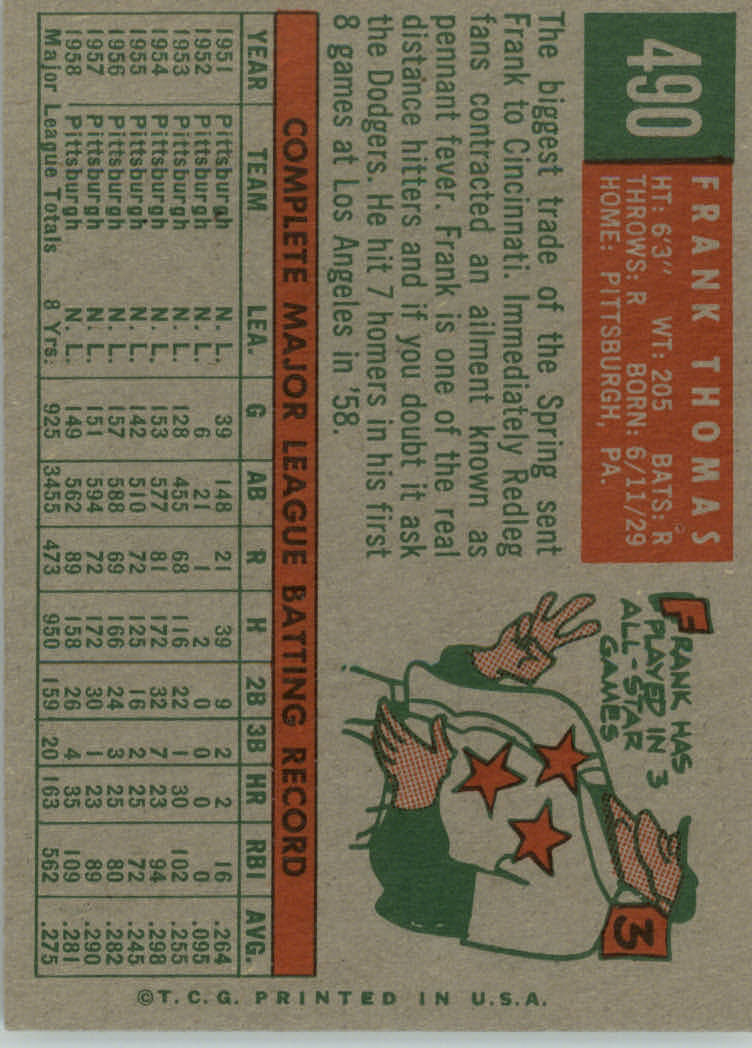 490
FRANK THOMAS
HT: 6'3" WT: 205 BATS: R
THROWS: R BORN: 6/11/29
HOME: PITTSBURGH, PA.
The biggest trade of the Spring sent
Frank to Cincinnati. Immediately Redleg
fans contracted an ailment known as
pennant fever. Frank is one of the real
distance hitters and if you doubt it ask
the Dodgers. He hit 7 homers in his first
8 games at Los Angeles in '58.
FRANK HAS
PLAYED IN 3
ALL-STAR
GAMES
3
COMPLETE MAJOR LEAGUE BATTING RECORD
YEAR TEAM LEA. G AB R H 2B 3B HR RBI AVG.
1951 Pittsburgh N. L. 39 148 21 39 9 2 2 16 .264
1952 Pittsburgh N. L. 6 21 1 2 0 0 0 0 .095
1953 Pittsburgh N. L. 128 455 68 116 22 1 30 102 .255
1954 Pittsburgh N. L. 153 577 81 172 32 7 23 94 .298
1955 Pittsburgh N. L. 142 510 72 125 16 2 25 72 .245
1956 Pittsburgh N. L. 157 588 69 166 24 3 25 80 .282
1957 Pittsburgh N. L. 151 594 72 172 30 1 23 89 .290
1958 Pittsburgh N. L. 149 562 89 158 26 4 35 109 .281
Major League Totals 8 Yrs. 925 3455 473 950 159 20 163 562 .275
©T.C.G. PRINTED IN U.S.A.